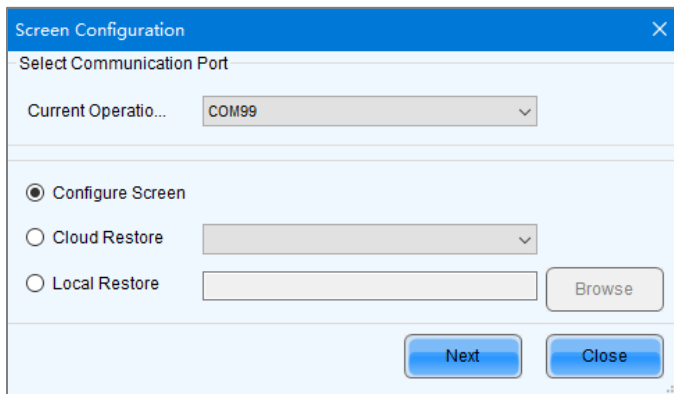 Screen Configuration
Select Communication Port
Current Operatio... COM99
Configure Screen
Cloud Restore
Local Restore Browse
Next Close